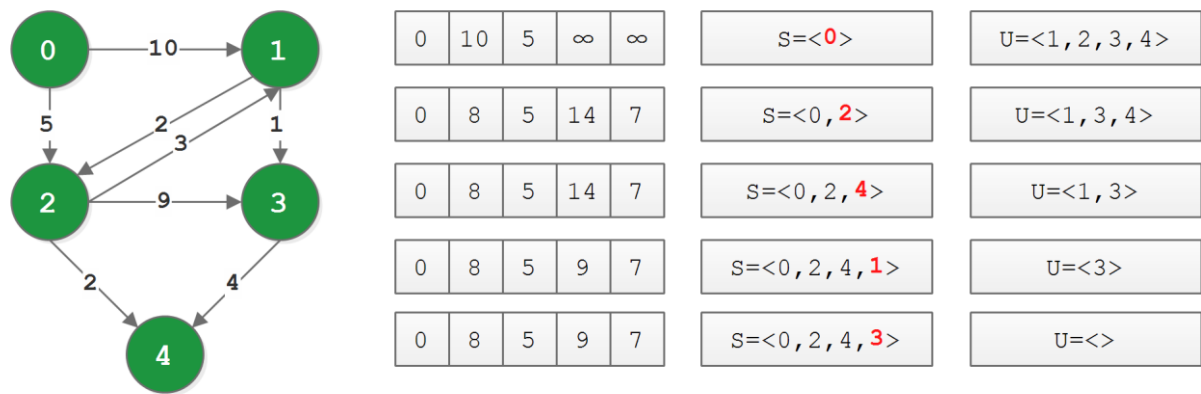 0
10
1
5
2
3
1
2
9
3
2
4
4
0 10 5 ∞ ∞ S=<0> U=<1,2,3,4>
0 8 5 14 7 S=<0,2> U=<1,3,4>
0 8 5 14 7 S=<0,2,4> U=<1,3>
0 8 5 9 7 S=<0,2,4,1> U=<3>
0 8 5 9 7 S=<0,2,4,3> U=<>